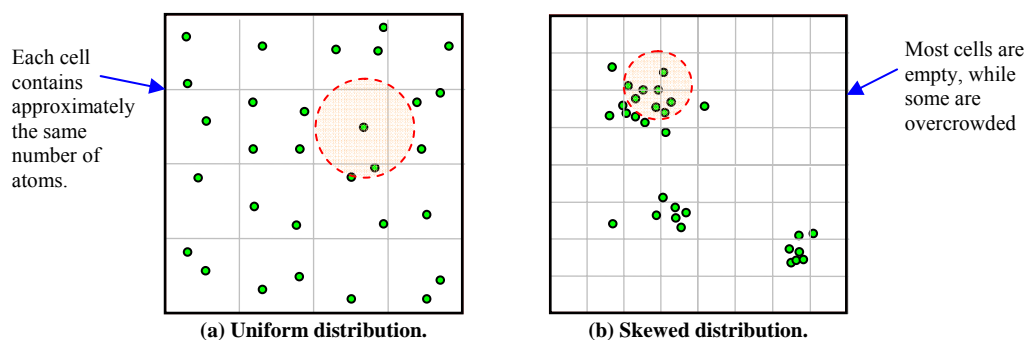 Each cell
contains
approximately
the same
number of
atoms.
Most cells are
empty, while
some are
overcrowded
(a) Uniform distribution.
(b) Skewed distribution.